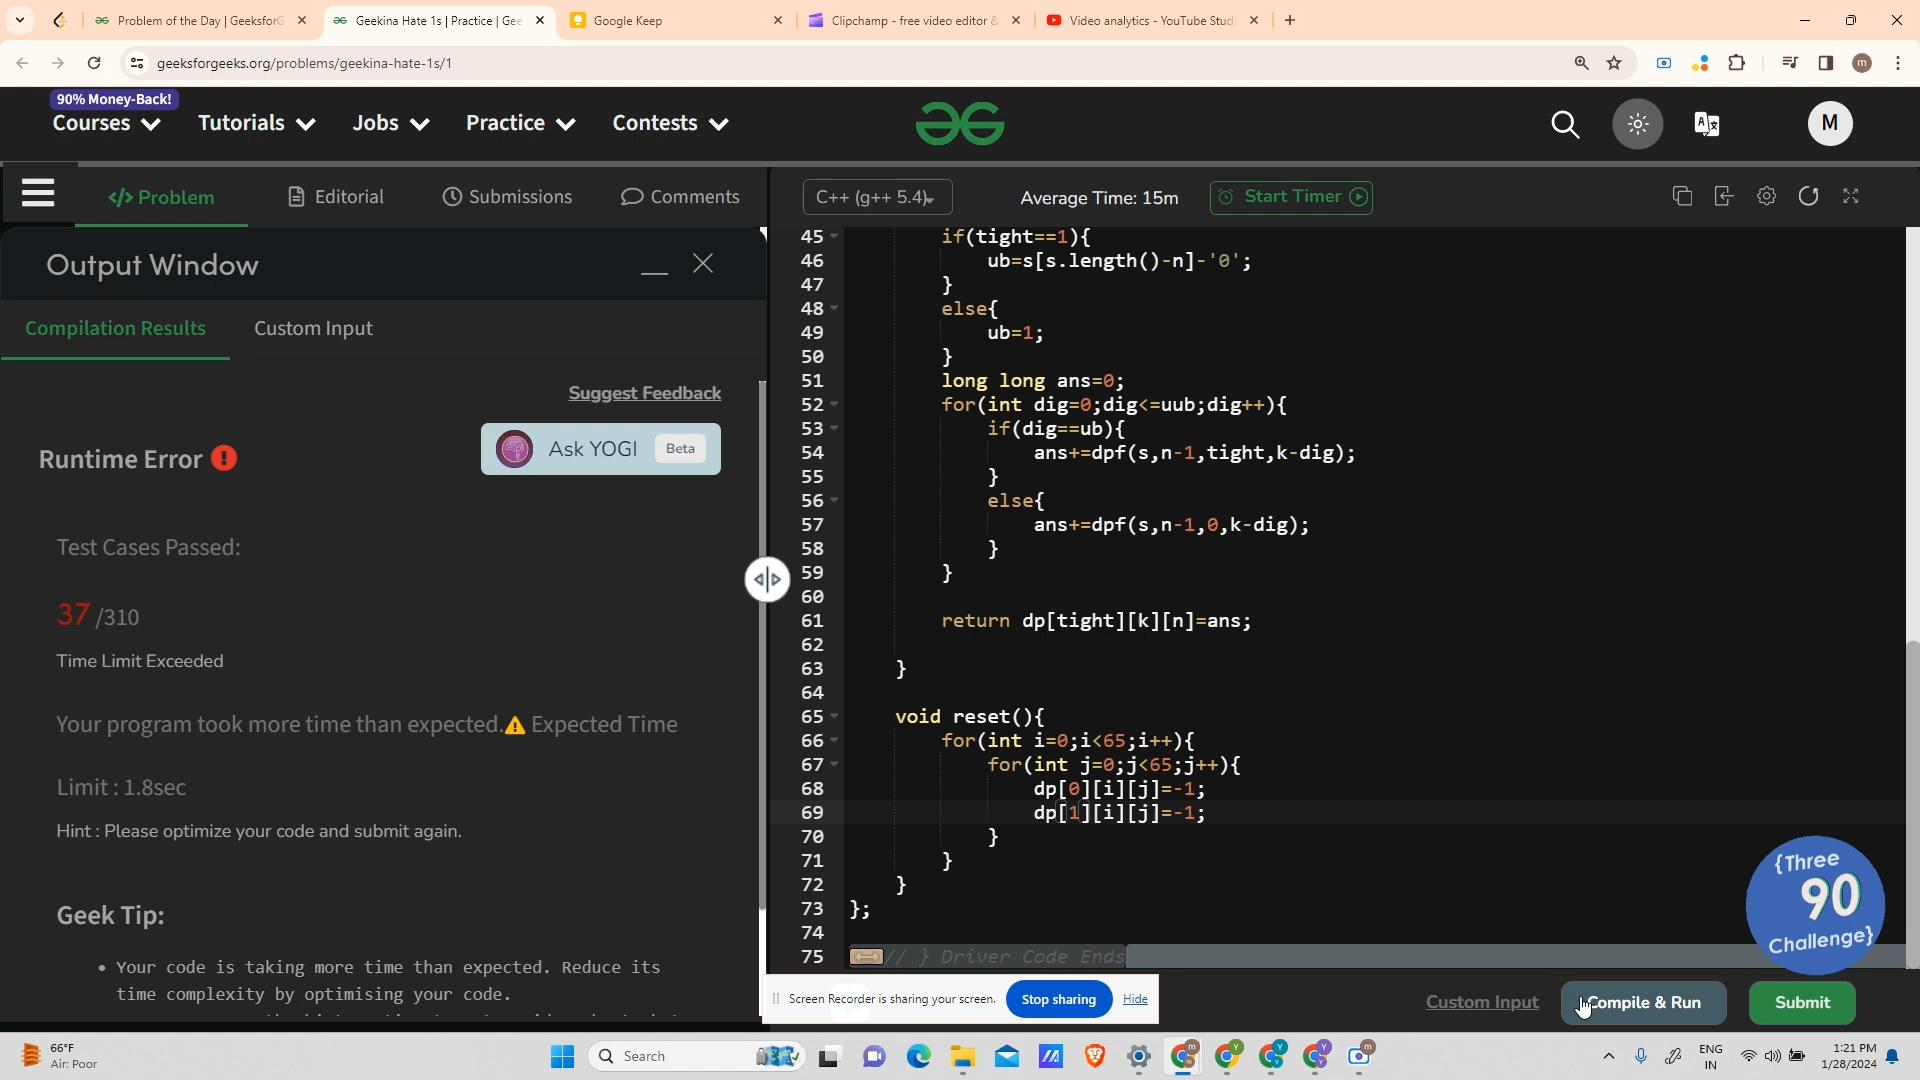 Problem of the Day | GeeksforG
Geekina Hate 1s | Practice | Gee
Google Keep
Clipchamp - free video editor &
Video analytics - YouTube Studi
geeksforgeeks.org/problems/geekina-hate-1s/1
m
90% Money-Back!
Courses
Tutorials
Jobs
Practice
Contests
M
</> Problem
Editorial
Submissions
Comments
C++ (g++ 5.4)
Average Time: 15m
Start Timer
Output Window
Compilation Results
Custom Input
Suggest Feedback
Runtime Error
Ask YOGI
Beta
Test Cases Passed:
37 /310
Time Limit Exceeded
Your program took more time than expected. Expected Time
Limit : 1.8sec
Hint : Please optimize your code and submit again.
Geek Tip:
• Your code is taking more time than expected. Reduce its
time complexity by optimising your code.
45 if(tight==1){
46 ub=s[s.length()-n]-'0';
47 }
48 else{
49 ub=1;
50 }
51 long long ans=0;
52 for(int dig=0;dig<=uub;dig++){
53 if(dig==ub){
54 ans+=dpf(s,n-1,tight,k-dig);
55 }
56 else{
57 ans+=dpf(s,n-1,0,k-dig);
58 }
59 }
60
61 return dp[tight][k][n]=ans;
62
63 }
64
65 void reset(){
66 for(int i=0;i<65;i++){
67 for(int j=0;j<65;j++){
68 dp[0][i][j]=-1;
69 dp[1][i][j]=-1;
70 }
71 }
72 }
73 };
74
75 // } Driver Code Ends
{Three
90
Challenge}
Screen Recorder is sharing your screen.
Stop sharing
Hide
Custom Input
Compile & Run
Submit
66°F
Air: Poor
Search
ENG
IN
1:21 PM
1/28/2024